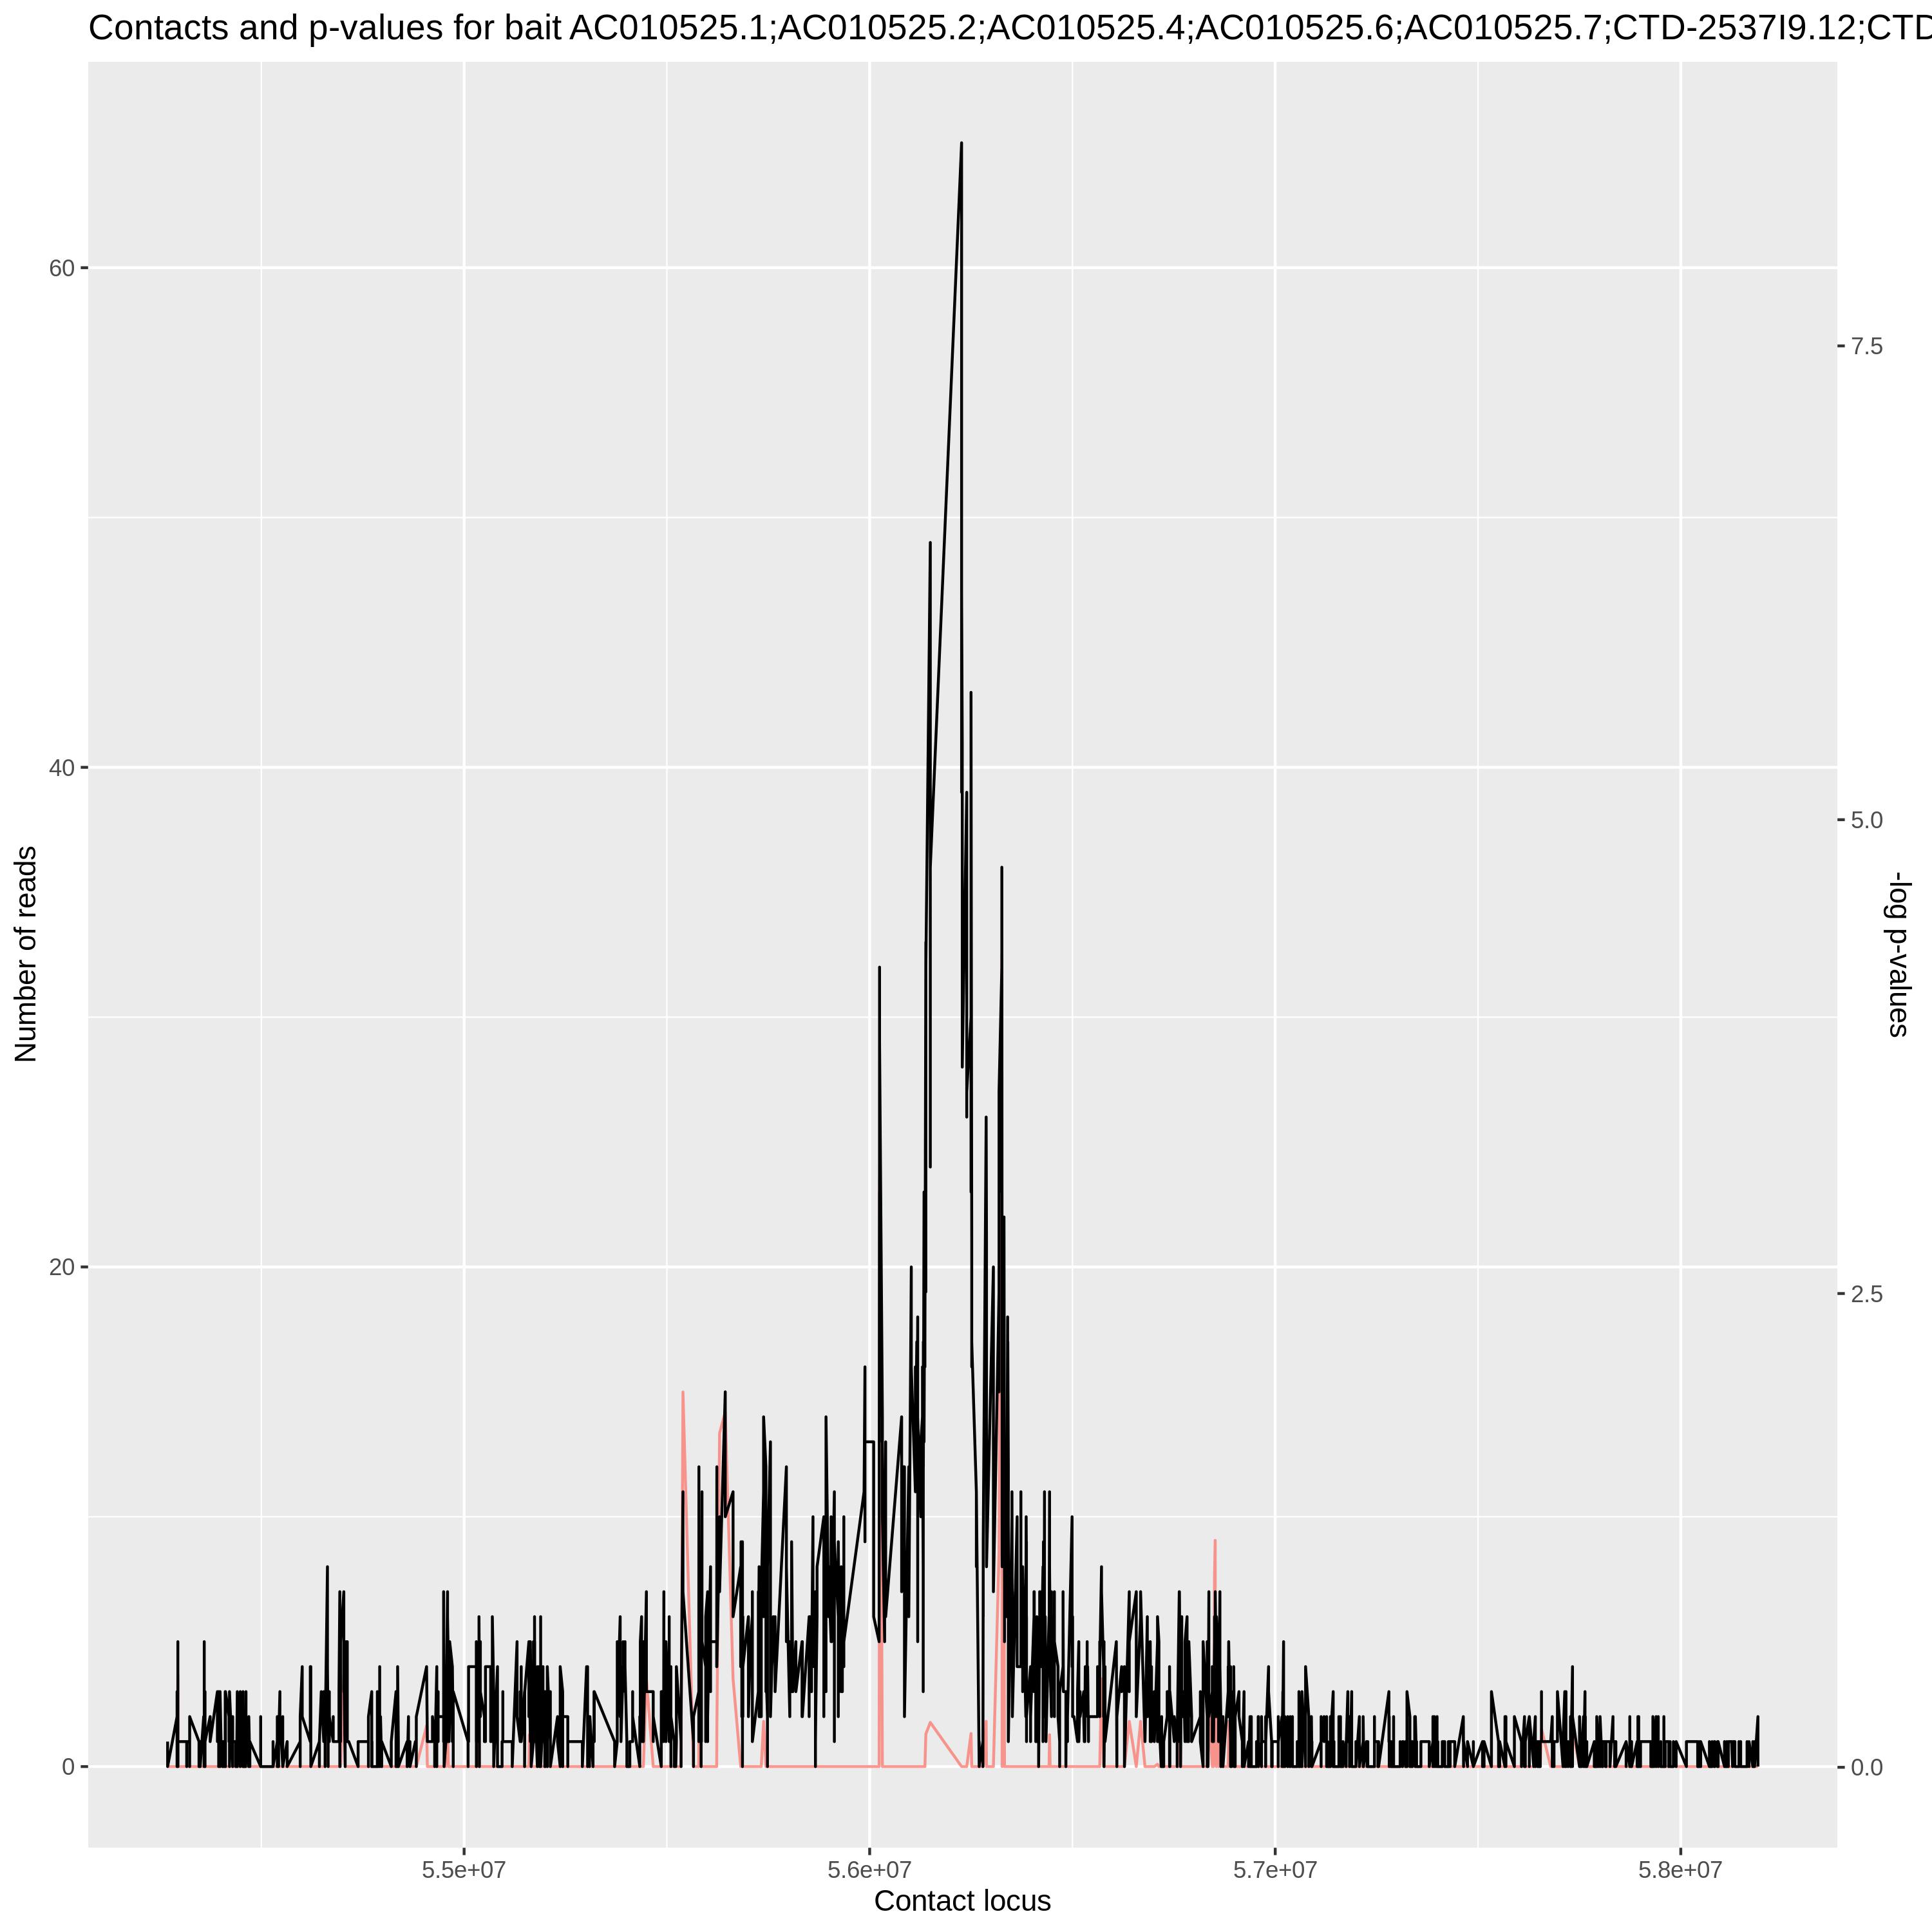 Contacts and p-values for bait AC010525.1;AC010525.2;AC010525.4;AC010525.6;AC010525.7;CTD-2537I9.12;CTD
60
40
20
0
Number of reads
7.5
5.0
2.5
0.0
-log p-values
5.5e+07 5.6e+07 5.7e+07 5.8e+07
Contact locus